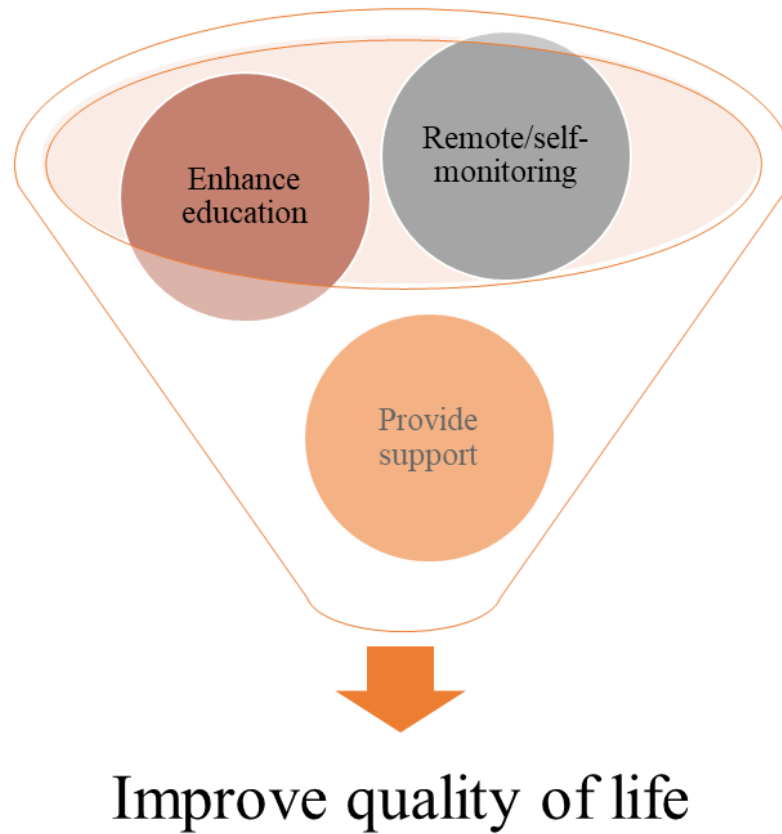 Enhance
education
Remote/self-
monitoring
Provide
support
Improve quality of life